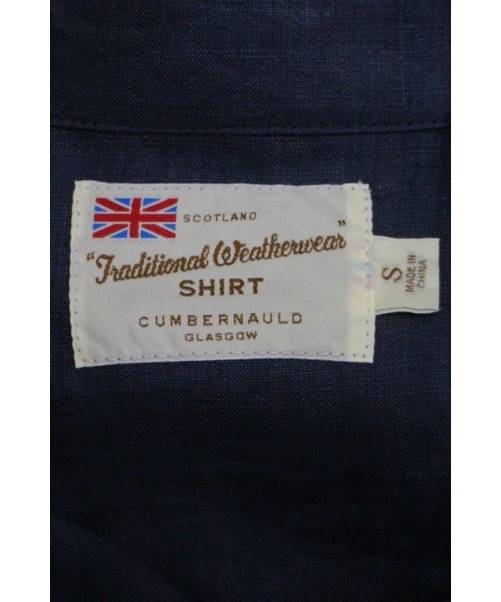 SCOTLAND
"Traditional Weatherwear"
SHIRT
CUMBERNAULD
GLASGOW
S
MADE IN
CHINA